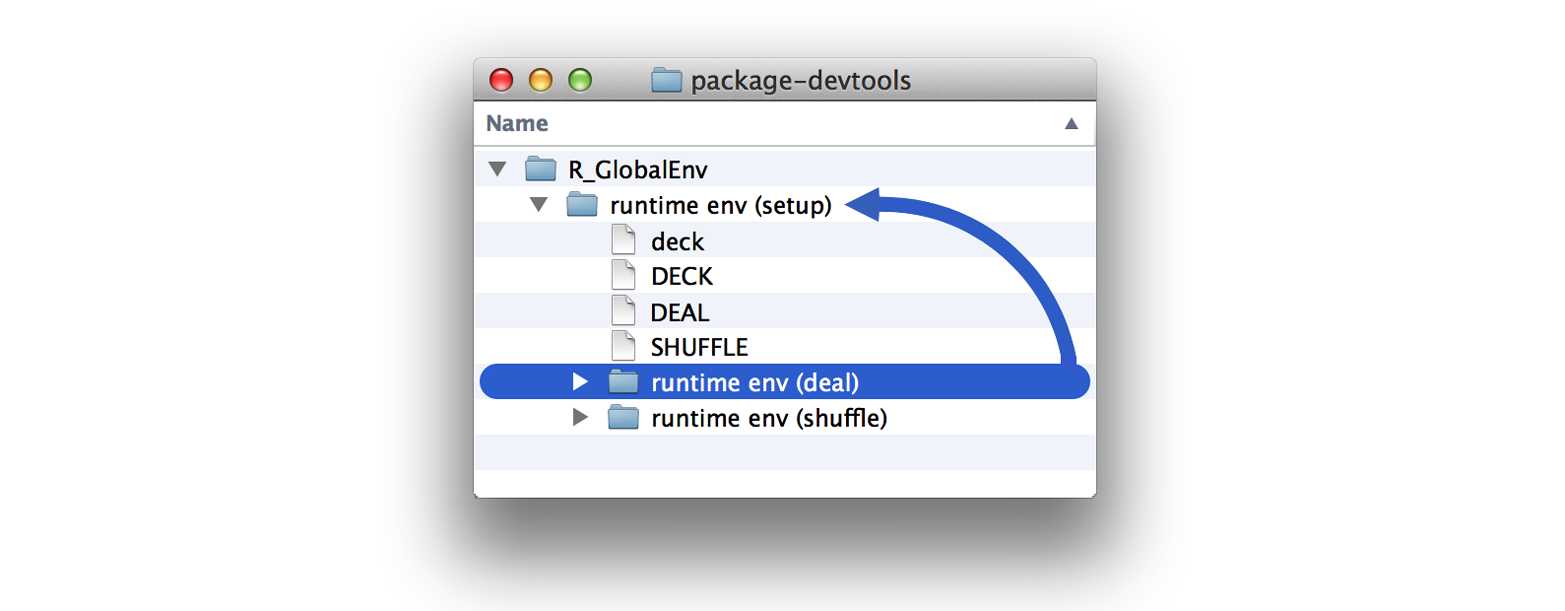 package-devtools
Name
R_GlobalEnv
runtime env (setup)
deck
DECK
DEAL
SHUFFLE
runtime env (deal)
runtime env (shuffle)